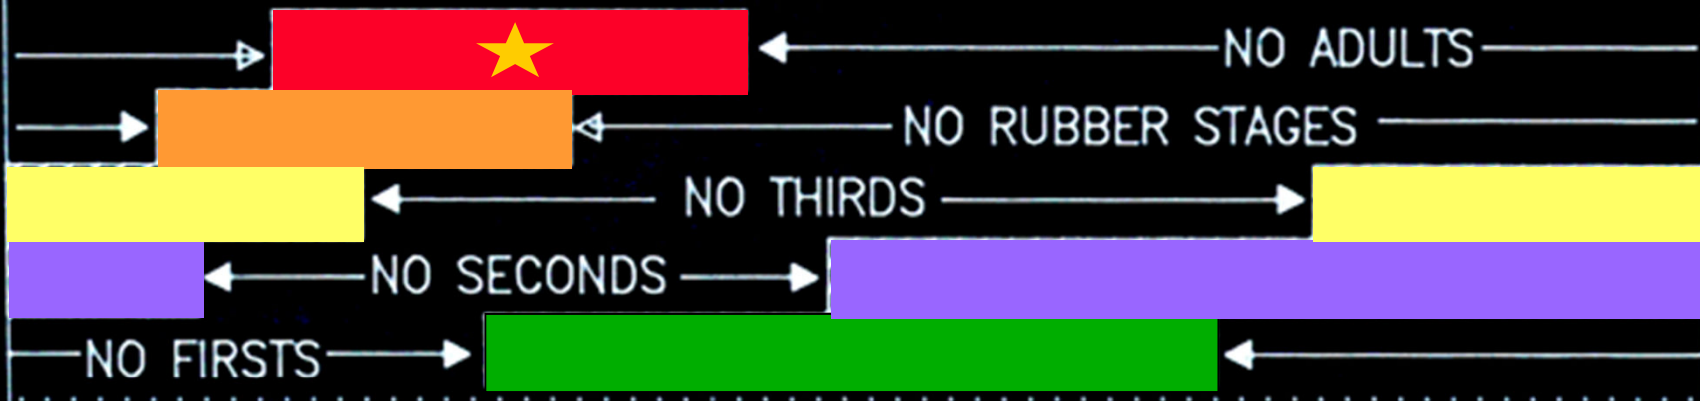 NO ADULTS
NO RUBBER STAGES
NO THIRDS
NO SECONDS
NO FIRSTS